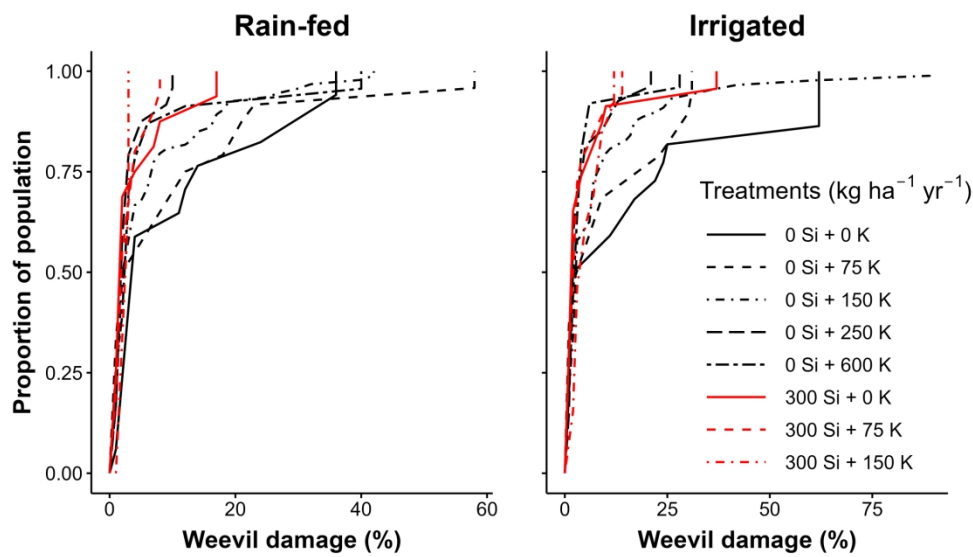 Rain-fed
Irrigated
Proportion of population
1.00
0.75
0.50
0.25
0.00
0
20
40
60
Weevil damage (%)
0
25
50
75
Weevil damage (%)
Treatments (kg ha⁻¹ yr⁻¹)
0 Si + 0 K
0 Si + 75 K
0 Si + 150 K
0 Si + 250 K
0 Si + 600 K
300 Si + 0 K
300 Si + 75 K
300 Si + 150 K